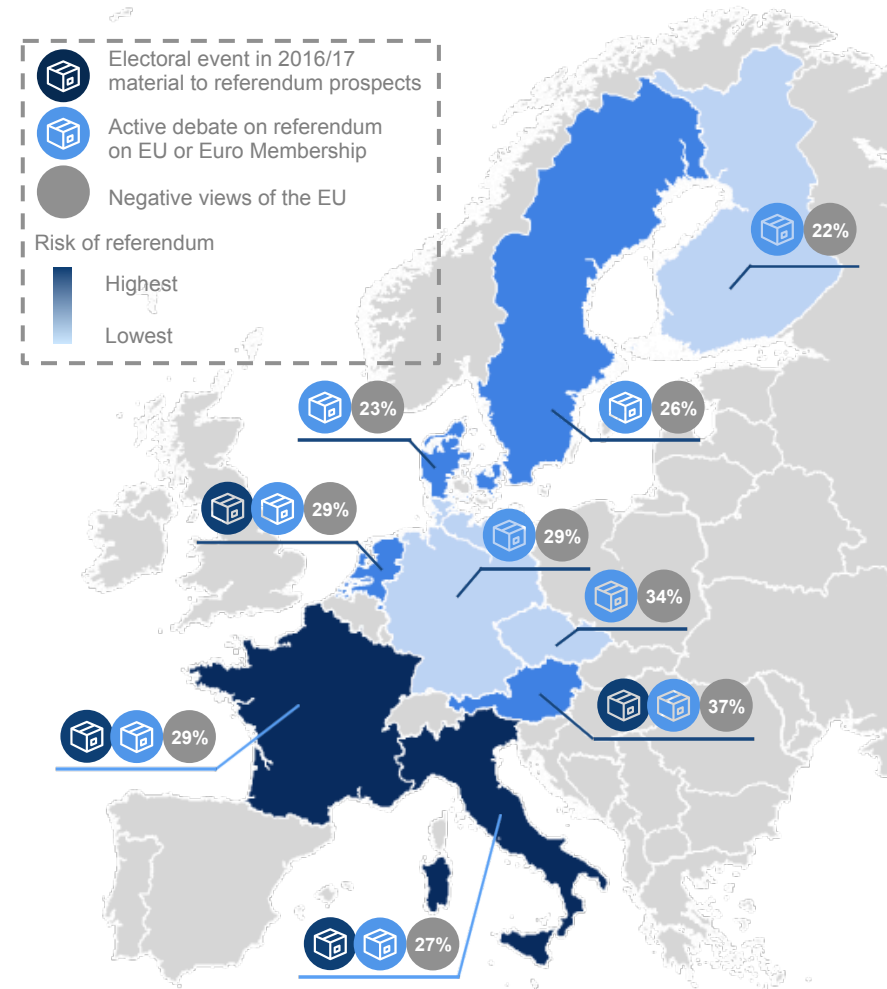 Electoral event in 2016/17
material to referendum prospects
Active debate on referendum
on EU or Euro Membership
Negative views of the EU
Risk of referendum
Highest
Lowest
22%
23%
26%
29%
29%
34%
37%
29%
27%